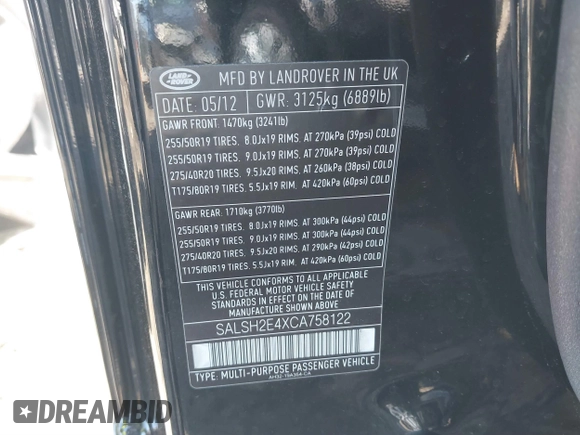 LAND
ROVER
MFD BY LANDROVER IN THE UK
DATE: 05/12 GWR: 3125kg (6889lb)
GAWR FRONT: 1470kg (3241lb)
255/50R19 TIRES. 8.0Jx19 RIMS. AT 270kPa (39psi) COLD
255/50R19 TIRES. 9.0Jx19 RIMS. AT 270kPa (39psi) COLD
275/40R20 TIRES. 9.5Jx20 RIMS. AT 260kPa (38psi) COLD
T175/80R19 TIRES. 5.5Jx19 RIM. AT 420kPa (60psi) COLD
GAWR REAR. 1710kg (3770lb)
255/50R19 TIRES. 8.0Jx19 RIMS. AT 300kPa (44psi) COLD
255/50R19 TIRES. 9.0Jx19 RIMS. AT 300kPa (44psi) COLD
275/40R20 TIRES. 9.5Jx20 RIMS. AT 290kPa (42psi) COLD
T175/80R19 TIRES. 5.5Jx19 RIM. AT 420kPa (60psi) COLD
THIS VEHICLE CONFORMS TO ALL APPLICABLE
U.S. FEDERAL MOTOR VEHICLE SAFETY
STANDARDS IN EFFECT ON THE DATE OF
MANUFACTURE SHOWN ABOVE.
SALSH2E4XCA758122
TYPE: MULTI-PURPOSE PASSENGER VEHICLE
AH32-15A354-CA
DREAMBID